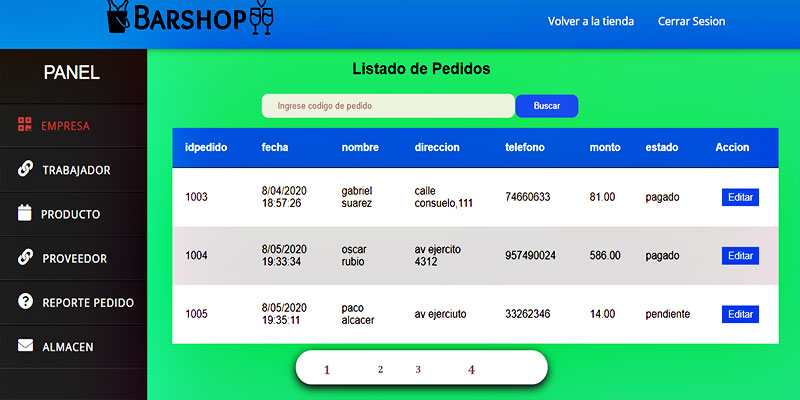 BARSHOP
Volver a la tienda Cerrar Sesion
PANEL
EMPRESA
TRABAJADOR
PRODUCTO
PROVEEDOR
REPORTE PEDIDO
ALMACEN
Listado de Pedidos
Ingrese codigo de pedido Buscar
idpedido fecha nombre direccion telefono monto estado Accion
1003 8/04/2020 18:57:26 gabriel suarez calle consuelo,111 74660633 81.00 pagado Editar
1004 8/05/2020 19:33:34 oscar rubio av ejercito 4312 957490024 586.00 pagado Editar
1005 8/05/2020 19:35:11 paco alcacer av ejerciuto 33262346 14.00 pendiente Editar
1 2 3 4